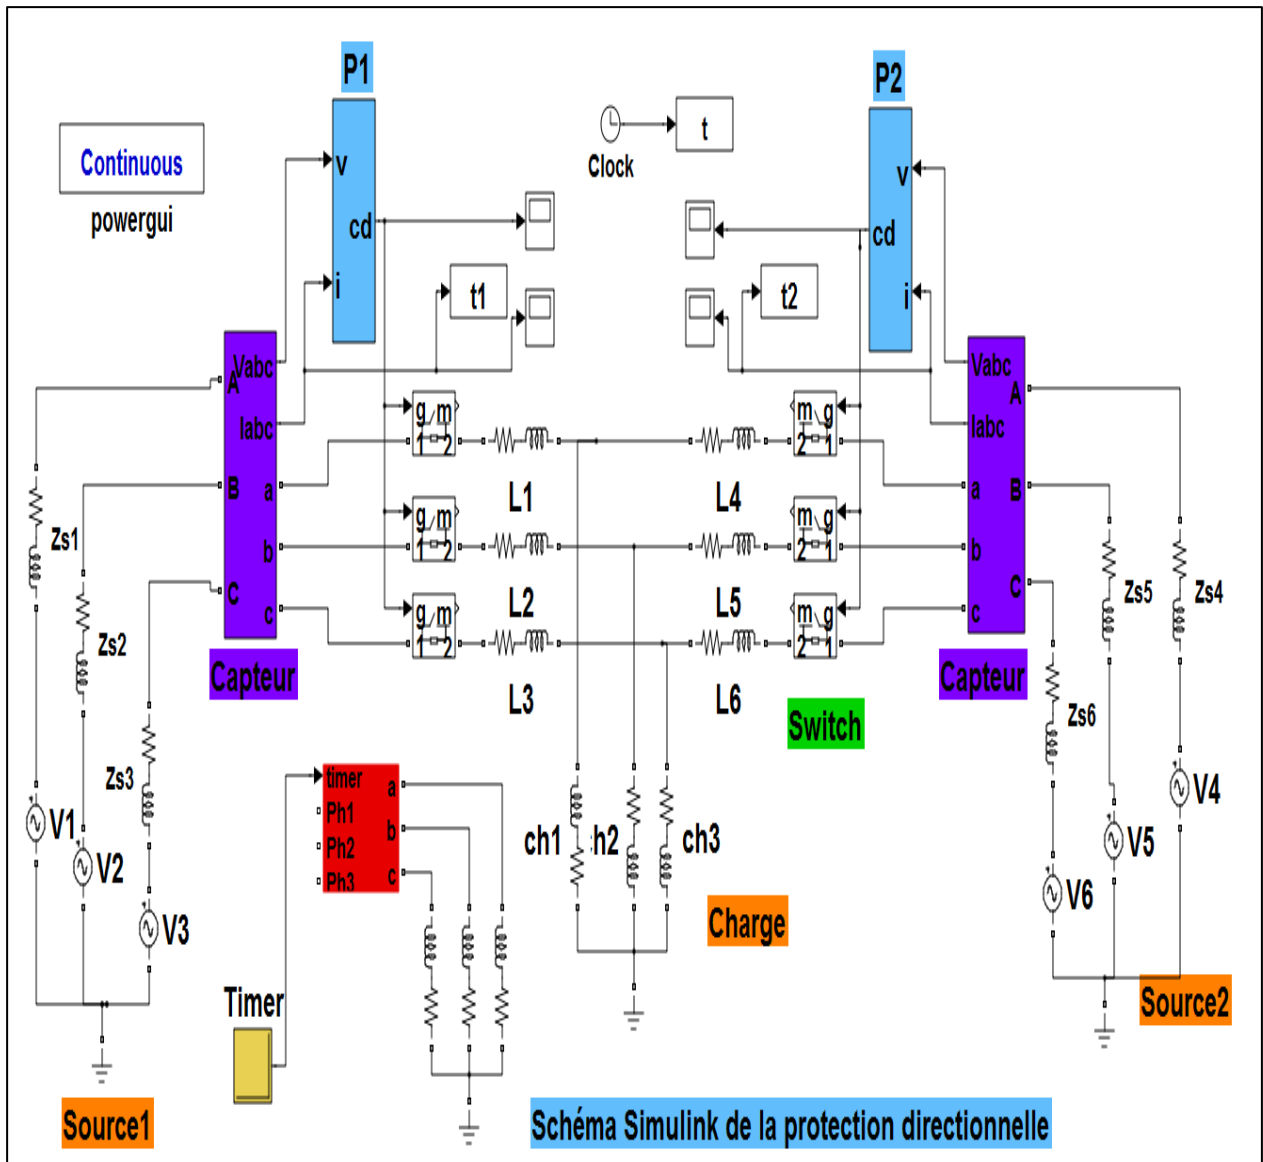 P1
P2
Continuous
powergui
v
cd
i
t
Clock
v
cd
i
t1
t2
Vabc
A
Iabc
B
a
b
C
c
Capteur
g m
1 2
g m
1 2
g m
1 2
L1
L2
L3
L4
L5
L6
m g
2 1
m g
2 1
m g
2 1
Switch
Vabc
A
Iabc
a
B
b
C
c
Capteur
Zs1
Zs2
Zs3
Zs5
Zs4
Zs6
V1
V2
V3
V4
V5
V6
timer
Ph1
Ph2
Ph3
a
b
c
ch1
h2
ch3
Charge
Timer
Source1
Source2
Schéma Simulink de la protection directionnelle